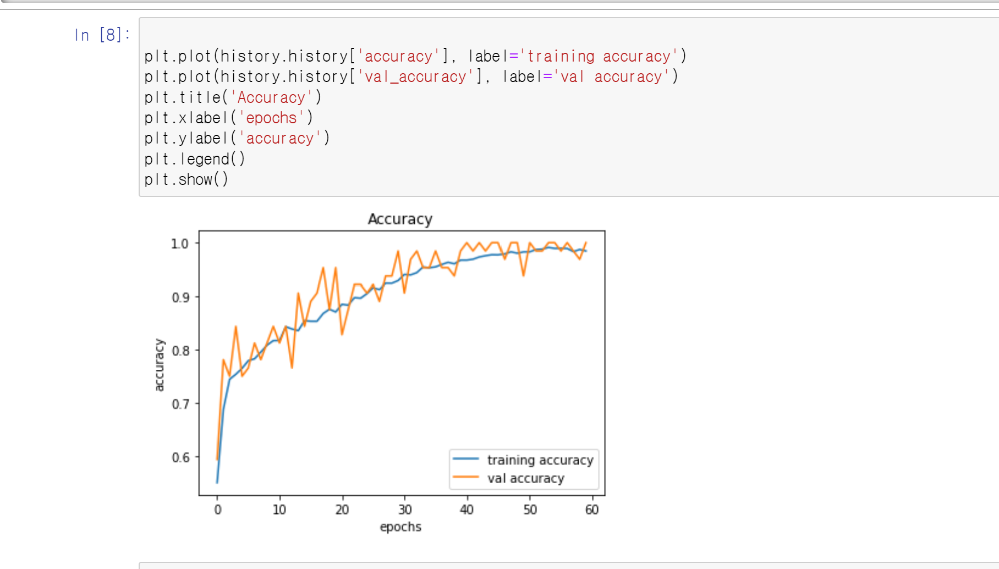 In [8]:
plt.plot(history.history['accuracy'], label='training accuracy')
plt.plot(history.history['val_accuracy'], label='val accuracy')
plt.title('Accuracy')
plt.xlabel('epochs')
plt.ylabel('accuracy')
plt.legend()
plt.show()
Accuracy
1.0
0.9
0.8
0.7
0.6
accuracy
training accuracy
val accuracy
0 10 20 30 40 50 60
epochs